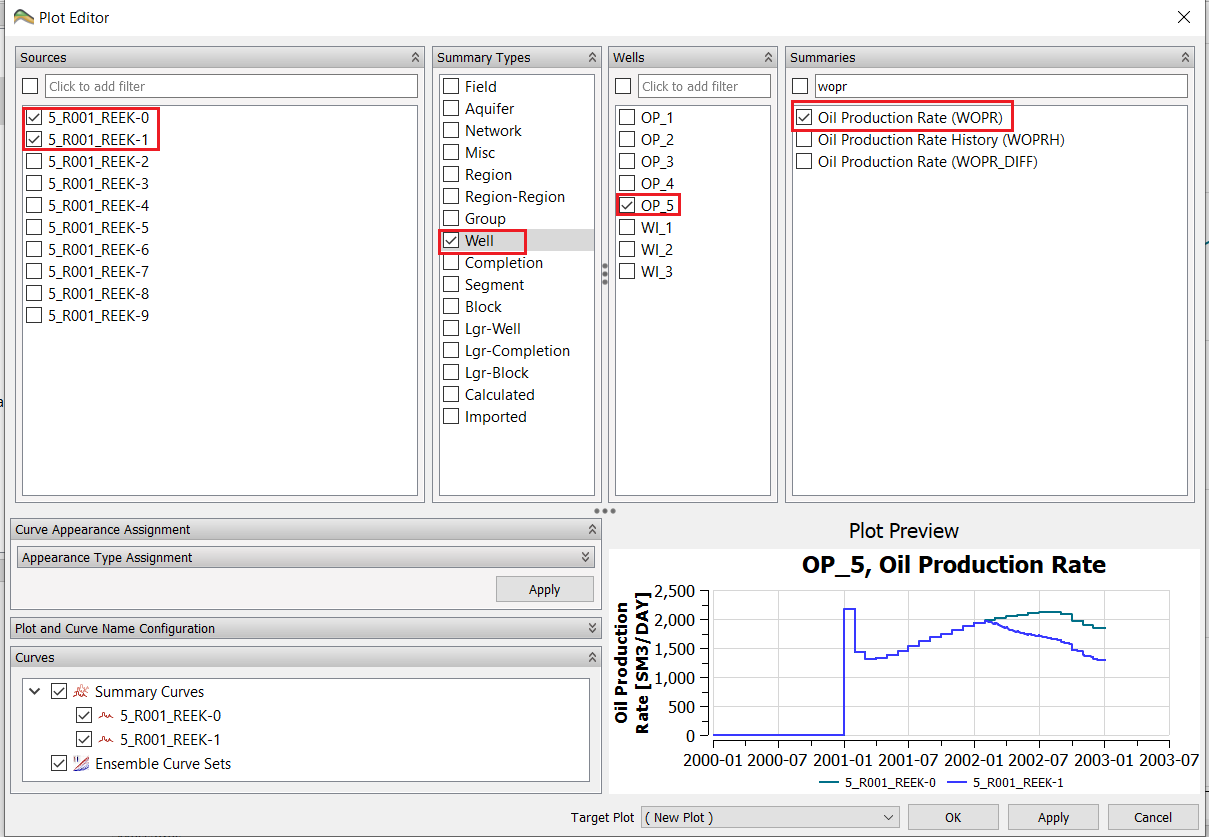 Plot Editor
Sources
Click to add filter
5_R001_REEK-0
5_R001_REEK-1
5_R001_REEK-2
5_R001_REEK-3
5_R001_REEK-4
5_R001_REEK-5
5_R001_REEK-6
5_R001_REEK-7
5_R001_REEK-8
5_R001_REEK-9
Summary Types
Field
Aquifer
Network
Misc
Region
Region-Region
Group
Well
Completion
Segment
Block
Lgr-Well
Lgr-Completion
Lgr-Block
Calculated
Imported
Wells
Click to add filter
OP_1
OP_2
OP_3
OP_4
OP_5
WI_1
WI_2
WI_3
Summaries
wopr
Oil Production Rate (WOPR)
Oil Production Rate History (WOPRH)
Oil Production Rate (WOPR_DIFF)
Curve Appearance Assignment
Appearance Type Assignment
Apply
Plot and Curve Name Configuration
Curves
Summary Curves
5_R001_REEK-0
5_R001_REEK-1
Ensemble Curve Sets
Plot Preview
OP_5, Oil Production Rate
Oil Production
Rate [SM3/DAY]
2,500
2,000
1,500
1,000
500
0
2000-01 2000-07 2001-01 2001-07 2002-01 2002-07 2003-01 2003-07
5_R001_REEK-0 5_R001_REEK-1
Target Plot ( New Plot ) OK Apply Cancel